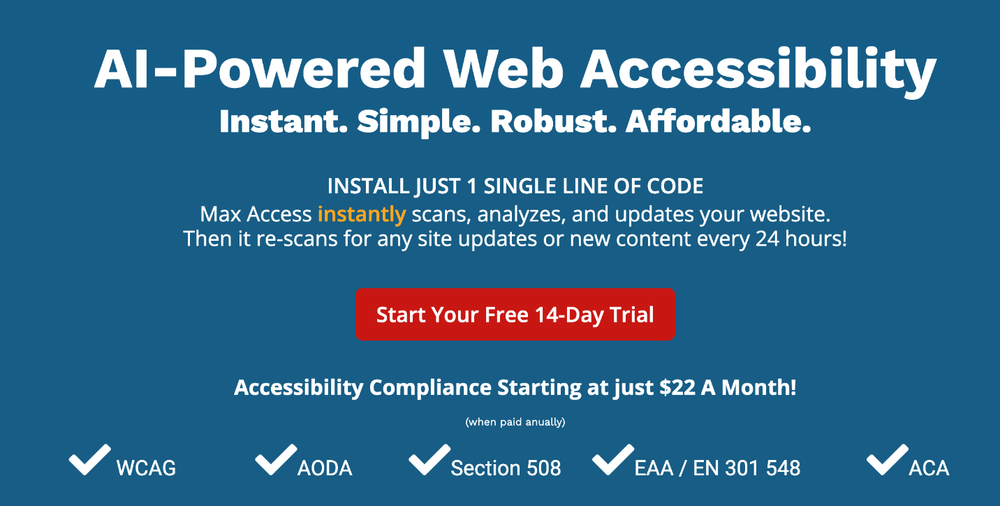 AI-Powered Web Accessibility
Instant. Simple. Robust. Affordable.
INSTALL JUST 1 SINGLE LINE OF CODE
Max Access instantly scans, analyzes, and updates your website.
Then it re-scans for any site updates or new content every 24 hours!
Start Your Free 14-Day Trial
Accessibility Compliance Starting at just $22 A Month!
(when paid anually)
WCAG AODA Section 508 EAA / EN 301 548 ACA